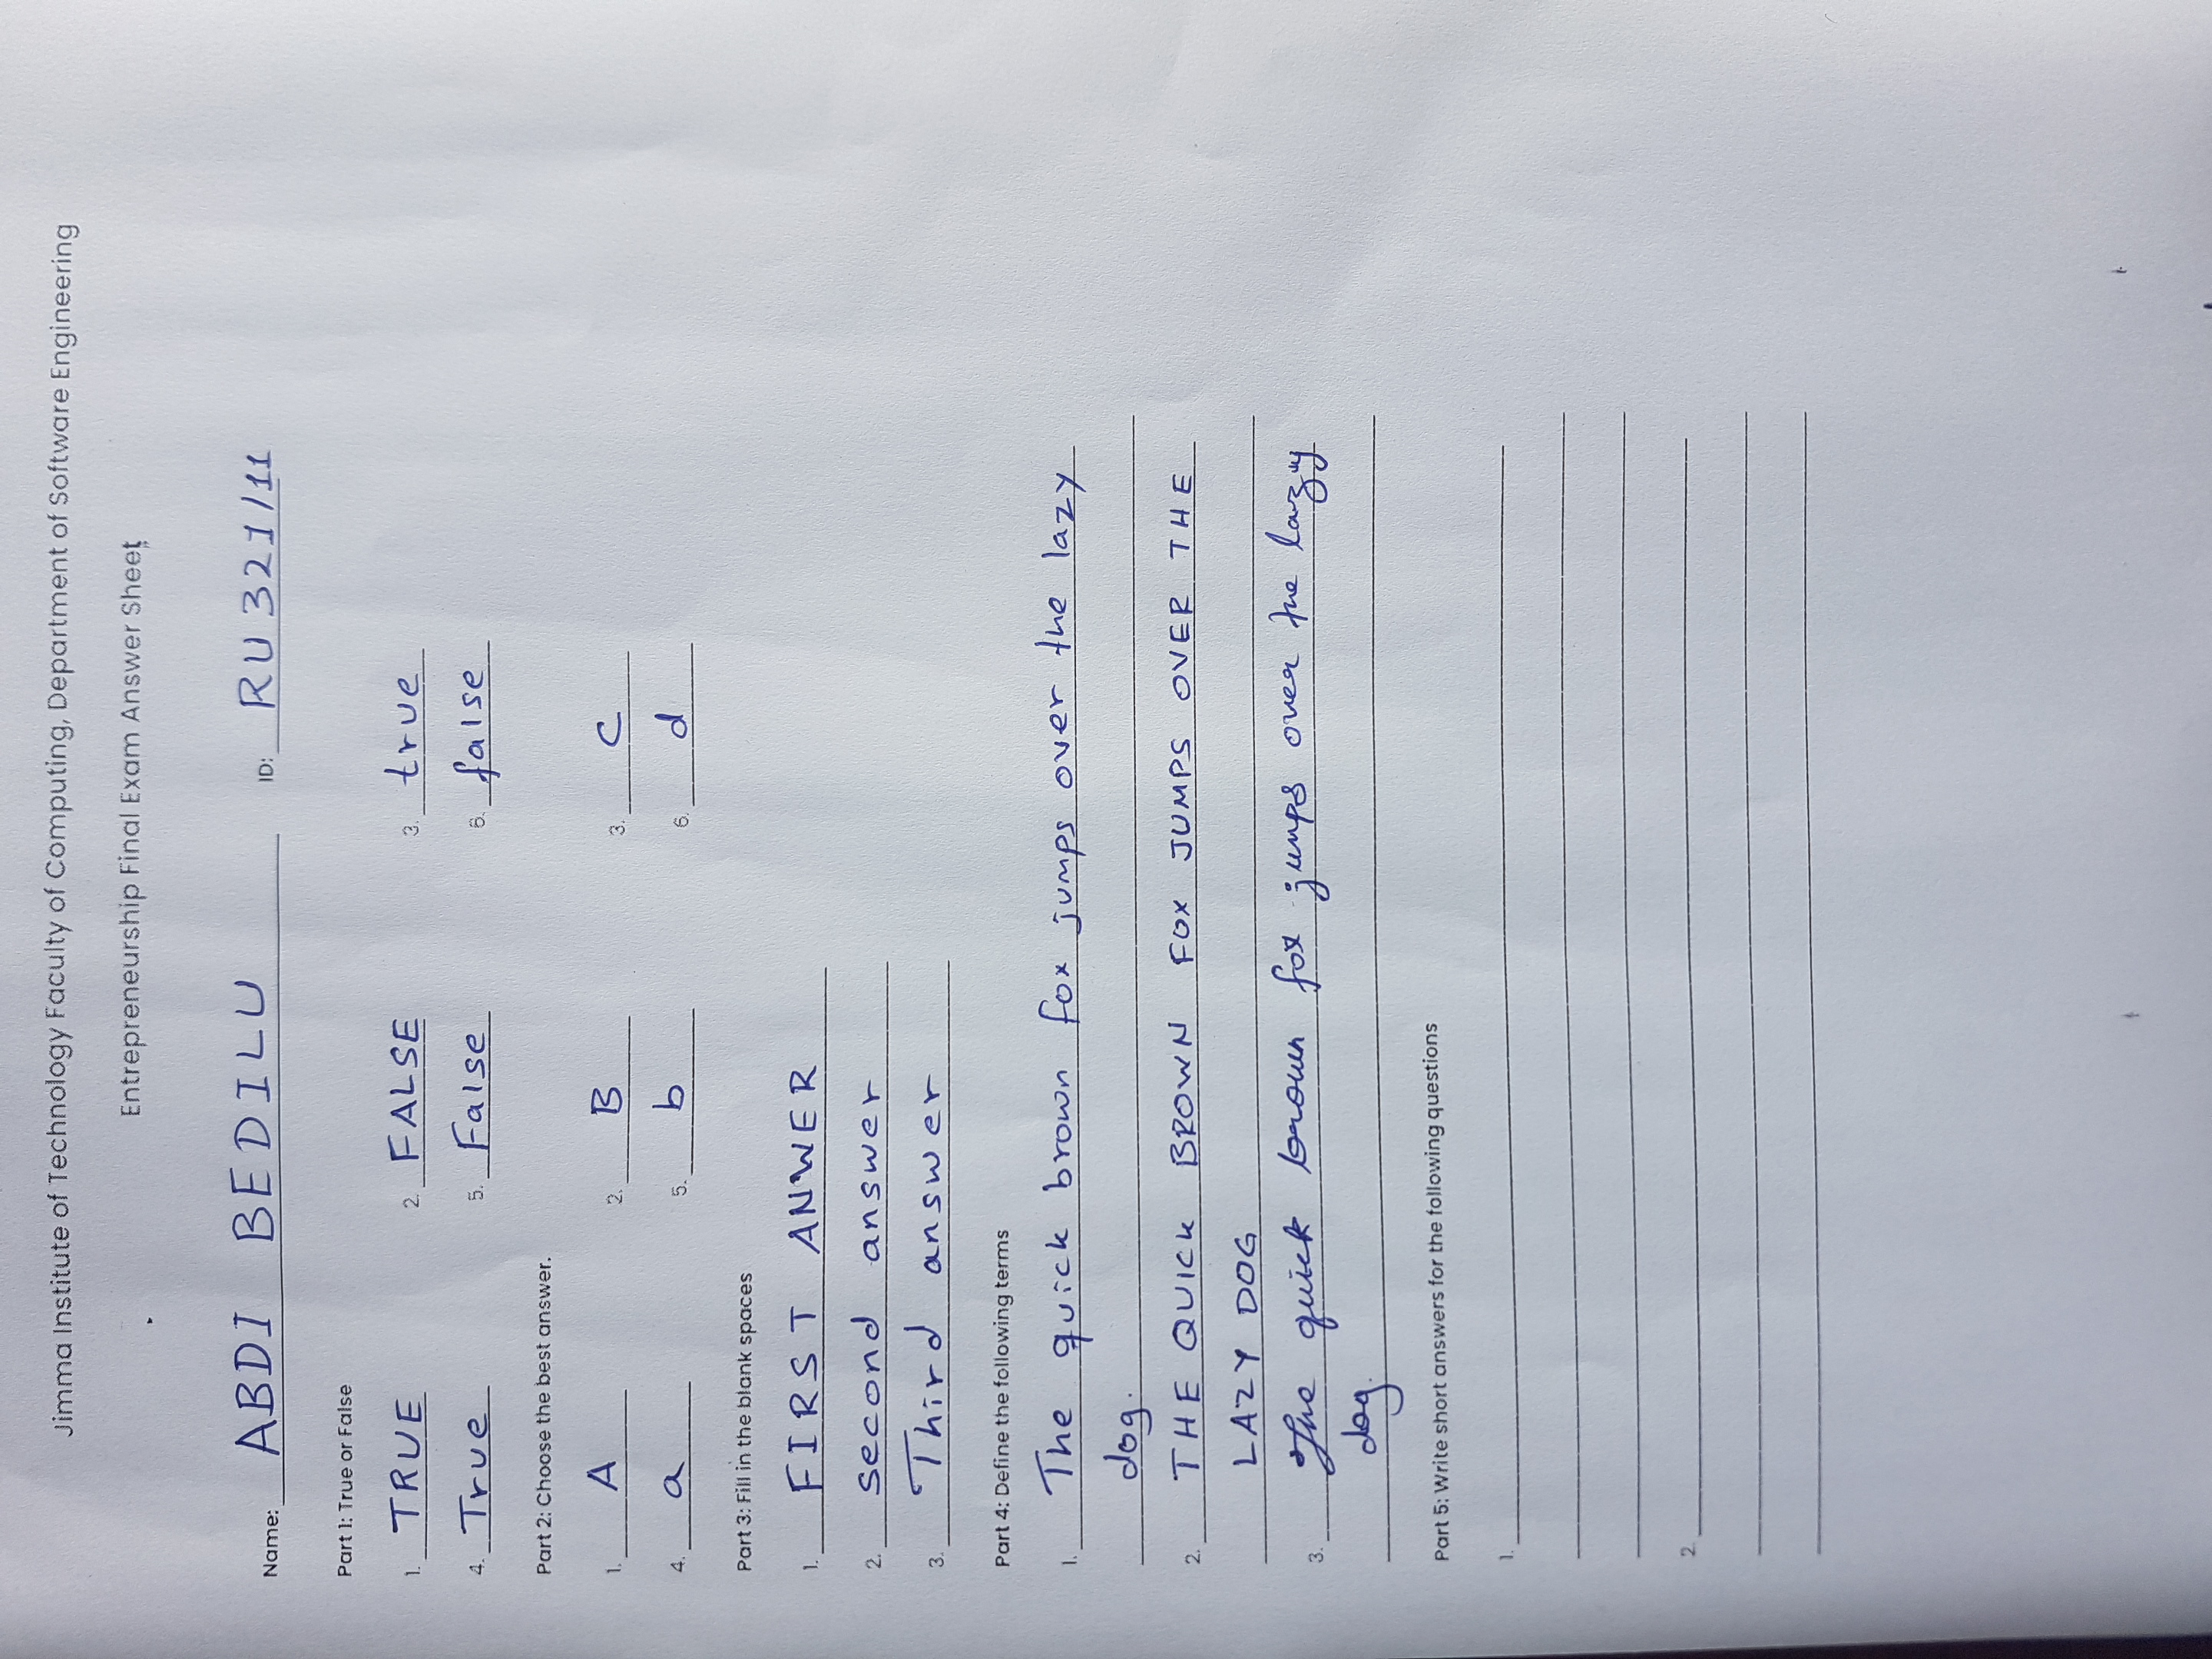 Jimma Institute of Technology Faculty of Computing, Department of Software Engineering
Entrepreneurship Final Exam Answer Sheet
Name: ABDI BEDILU ID: RU 321/11
Part 1: True or False
1. TRUE 2. FALSE 3. true
4. True 5. False 6. false
Part 2: Choose the best answer.
1. A 2. B 3. C
4. a 5. b 6. d
Part 3: Fill in the blank spaces
1. FIRST ANWER
2. second answer
3. Third answer
Part 4: Define the following terms
1. The quick brown fox jumps over the lazy
dog.
2. THE QUICK BROWN FOX JUMPS OVER THE
LAZY DOG
3. The quick brown fox jumps over the lazy
dog.
Part 5: Write short answers for the following questions
1.
2.